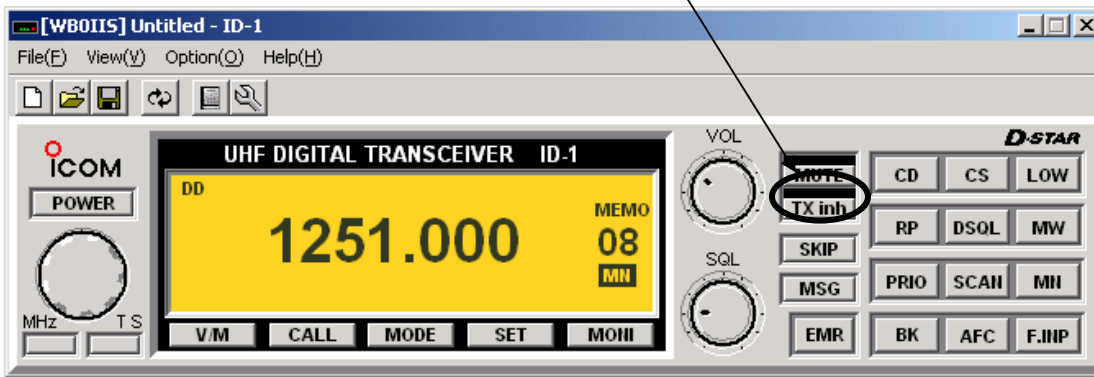 [WB0IIS] Untitled - ID-1
File(F) View(V) Option(O) Help(H)
ICOM
POWER
MHz TS
UHF DIGITAL TRANSCEIVER ID-1
DD
1251.000
MEMO
08
MN
V/M CALL MODE SET MONI
VOL
SQL
MUTE
TX inh
SKIP
MSG
EMR
D-STAR
CD CS LOW
RP DSQL MW
PRIO SCAN MN
BK AFC F.INP